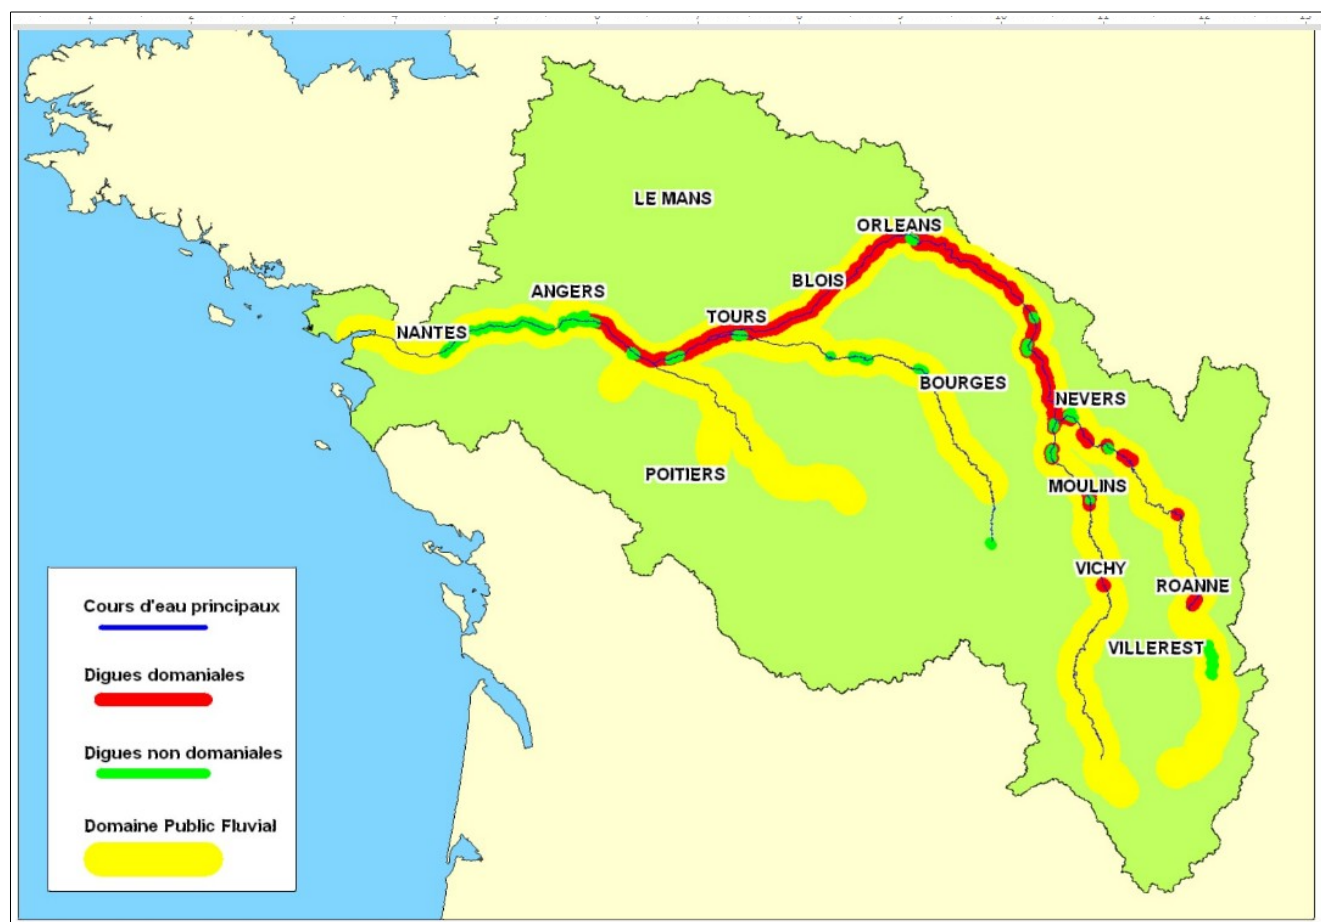 LE MANS
ORLEANS
BLOIS
ANGERS
TOURS
NANTES
BOURGES
NEVERS
POITIERS
MOULINS
VICHY
ROANNE
VILLEREST
Cours d'eau principaux
Digues domaniales
Digues non domaniales
Domaine Public Fluvial